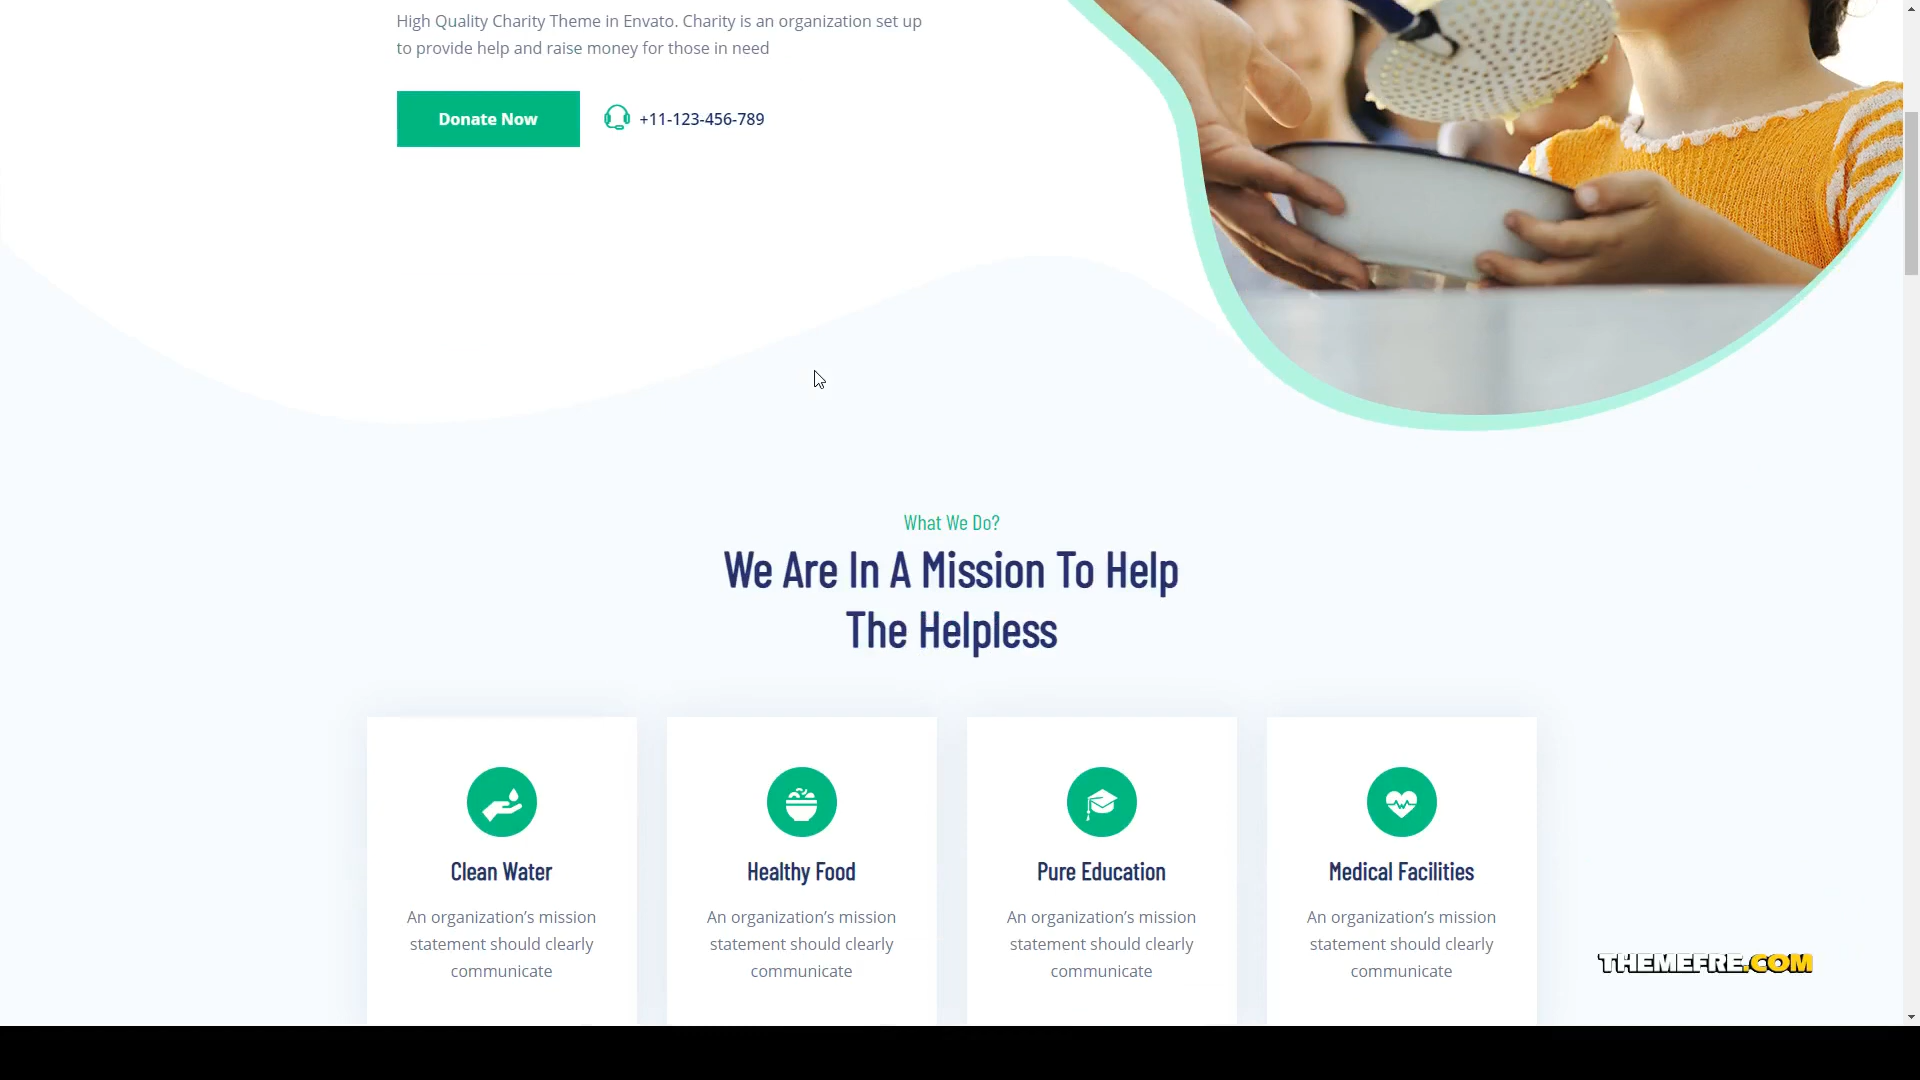 High Quality Charity Theme in Envato. Charity is an organization set up
to provide help and raise money for those in need
Donate Now
+11-123-456-789
What We Do?
We Are In A Mission To Help
The Helpless
Clean Water
An organization’s mission
statement should clearly
communicate
Healthy Food
An organization’s mission
statement should clearly
communicate
Pure Education
An organization’s mission
statement should clearly
communicate
Medical Facilities
An organization’s mission
statement should clearly
communicate
THEMEFRE.COM